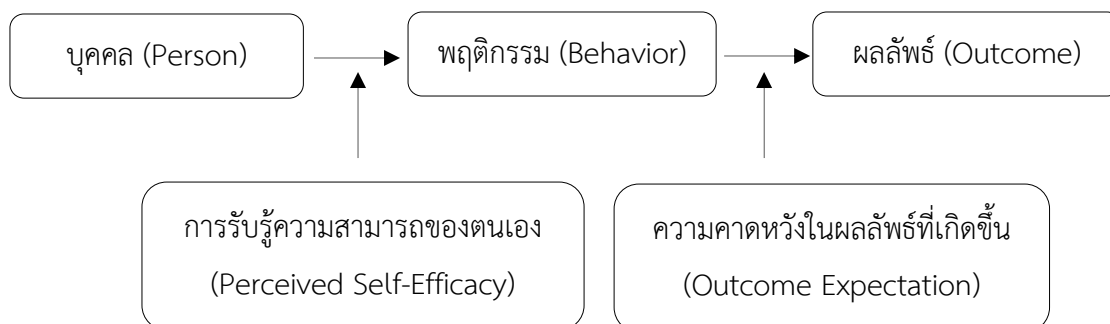 บุคคล (Person)
พฤติกรรม (Behavior)
ผลลัพธ์ (Outcome)
การรับรู้ความสามารถของตนเอง
(Perceived Self-Efficacy)
ความคาดหวังในผลลัพธ์ที่เกิดขึ้น
(Outcome Expectation)